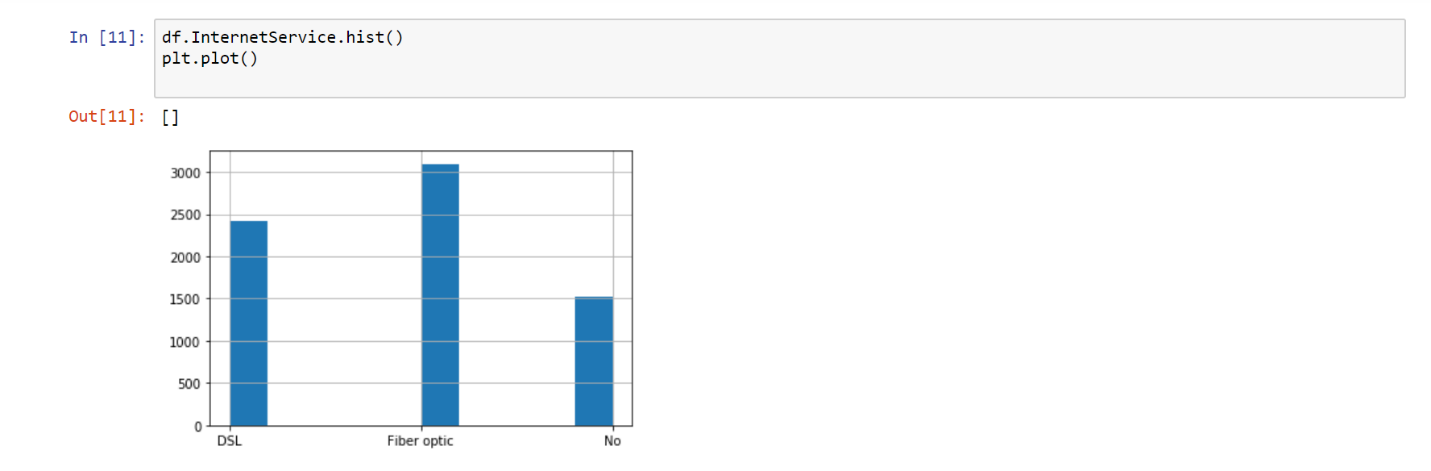 In [11]: df.InternetService.hist()
plt.plot()
Out[11]: []
3000
2500
2000
1500
1000
500
0
DSL Fiber optic No